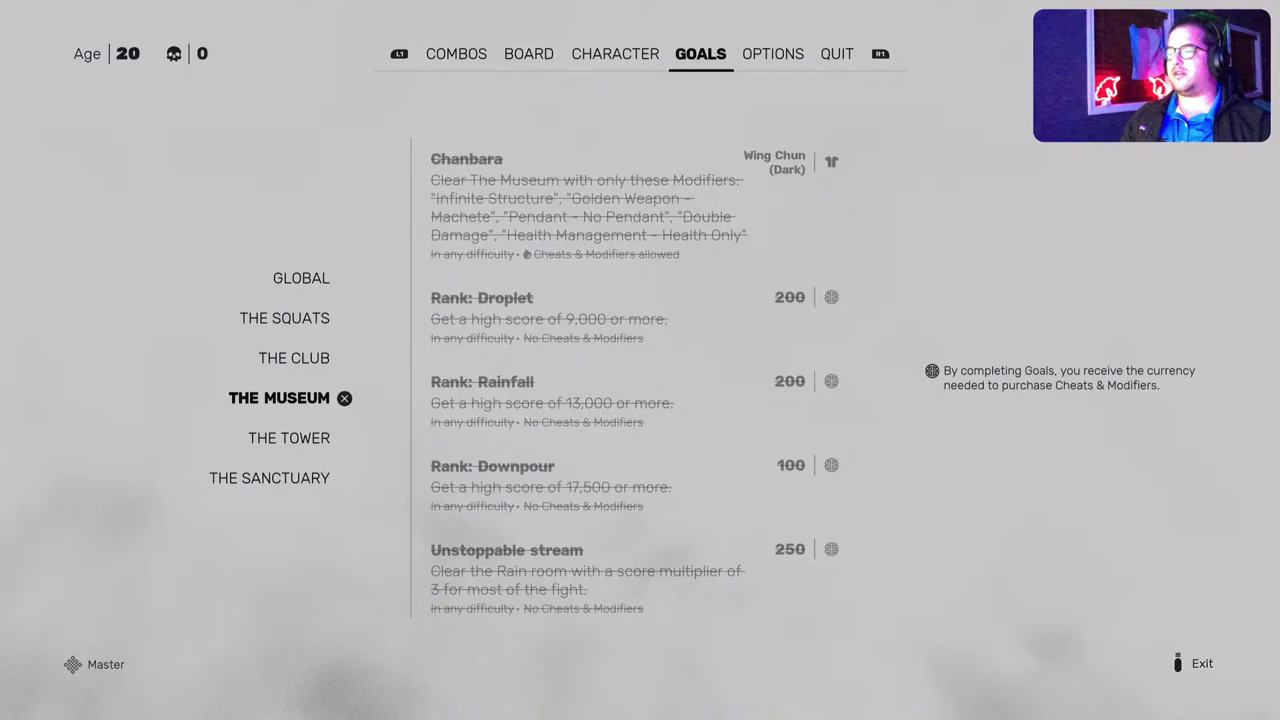 Age 20 0
L1 COMBOS BOARD CHARACTER GOALS OPTIONS QUIT R1
GLOBAL
THE SQUATS
THE CLUB
THE MUSEUM
THE TOWER
THE SANCTUARY
Chanbara
Wing Chun
(Dark)
Clear The Museum with only these Modifiers:
"Infinite Structure", "Golden Weapon -
Machete", "Pendant - No Pendant", "Double
Damage", "Health Management - Health Only"
In any difficulty • Cheats & Modifiers allowed
Rank: Droplet 200
Get a high score of 9,000 or more.
In any difficulty • No Cheats & Modifiers
Rank: Rainfall 200
Get a high score of 13,000 or more.
In any difficulty • No Cheats & Modifiers
Rank: Downpour 100
Get a high score of 17,500 or more.
In any difficulty • No Cheats & Modifiers
Unstoppable stream 250
Clear the Rain room with a score multiplier of
3 for most of the fight.
In any difficulty • No Cheats & Modifiers
By completing Goals, you receive the currency
needed to purchase Cheats & Modifiers.
Master
Exit